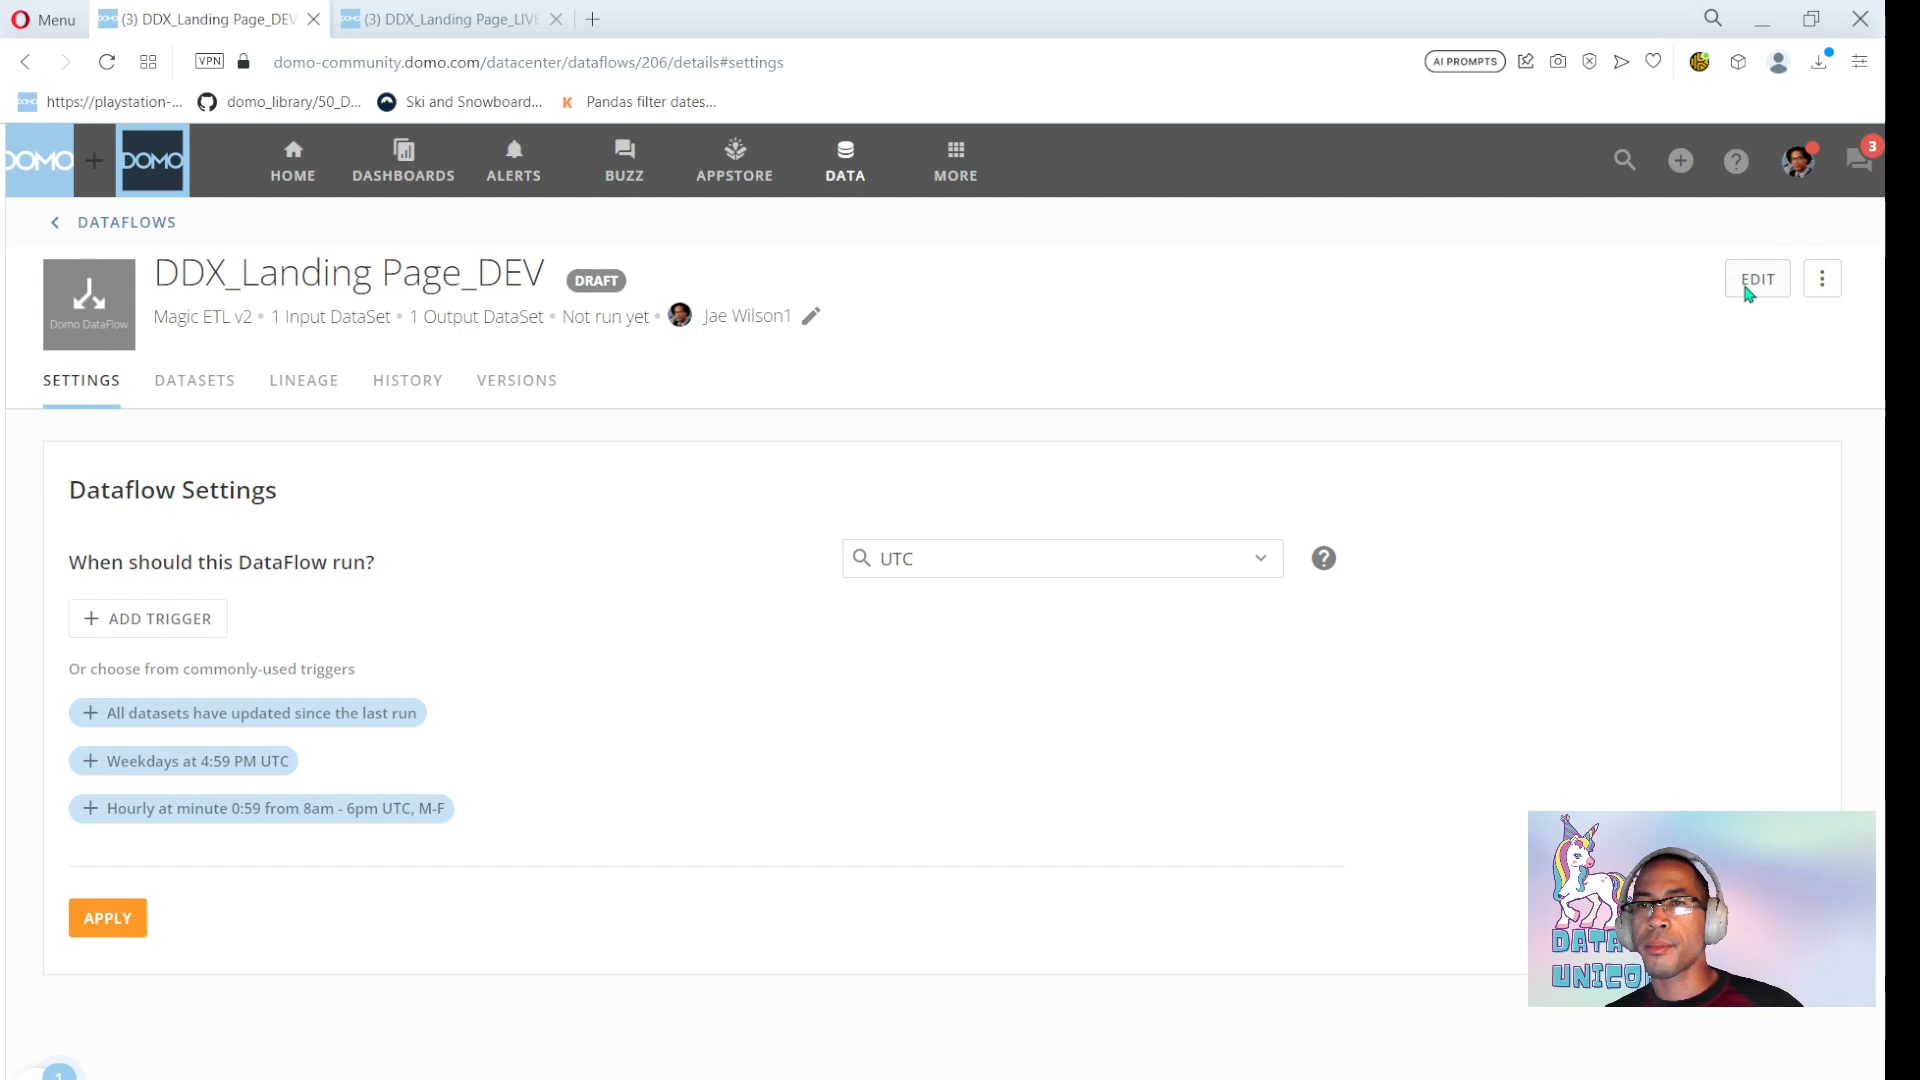 Menu
(3) DDX_Landing Page_DEV
(3) DDX_Landing Page_LIVE
VPN
domo-community.domo.com/datacenter/dataflows/206/details#settings
AI PROMPTS
DOMO
https://playstation-...
domo_library/50_D...
Ski and Snowboard...
K
Pandas filter dates...
DOMO
DOMO
HOME
DASHBOARDS
ALERTS
BUZZ
APPSTORE
DATA
MORE
3
DATAFLOWS
DDX_Landing Page_DEV
DRAFT
EDIT
Domo DataFlow
Magic ETL v2 • 1 Input DataSet • 1 Output DataSet • Not run yet • Jae Wilson1
SETTINGS
DATASETS
LINEAGE
HISTORY
VERSIONS
Dataflow Settings
When should this DataFlow run?
UTC
?
+ ADD TRIGGER
Or choose from commonly-used triggers
+ All datasets have updated since the last run
+ Weekdays at 4:59 PM UTC
+ Hourly at minute 0:59 from 8am - 6pm UTC, M-F
APPLY
DATA
UNICO
1